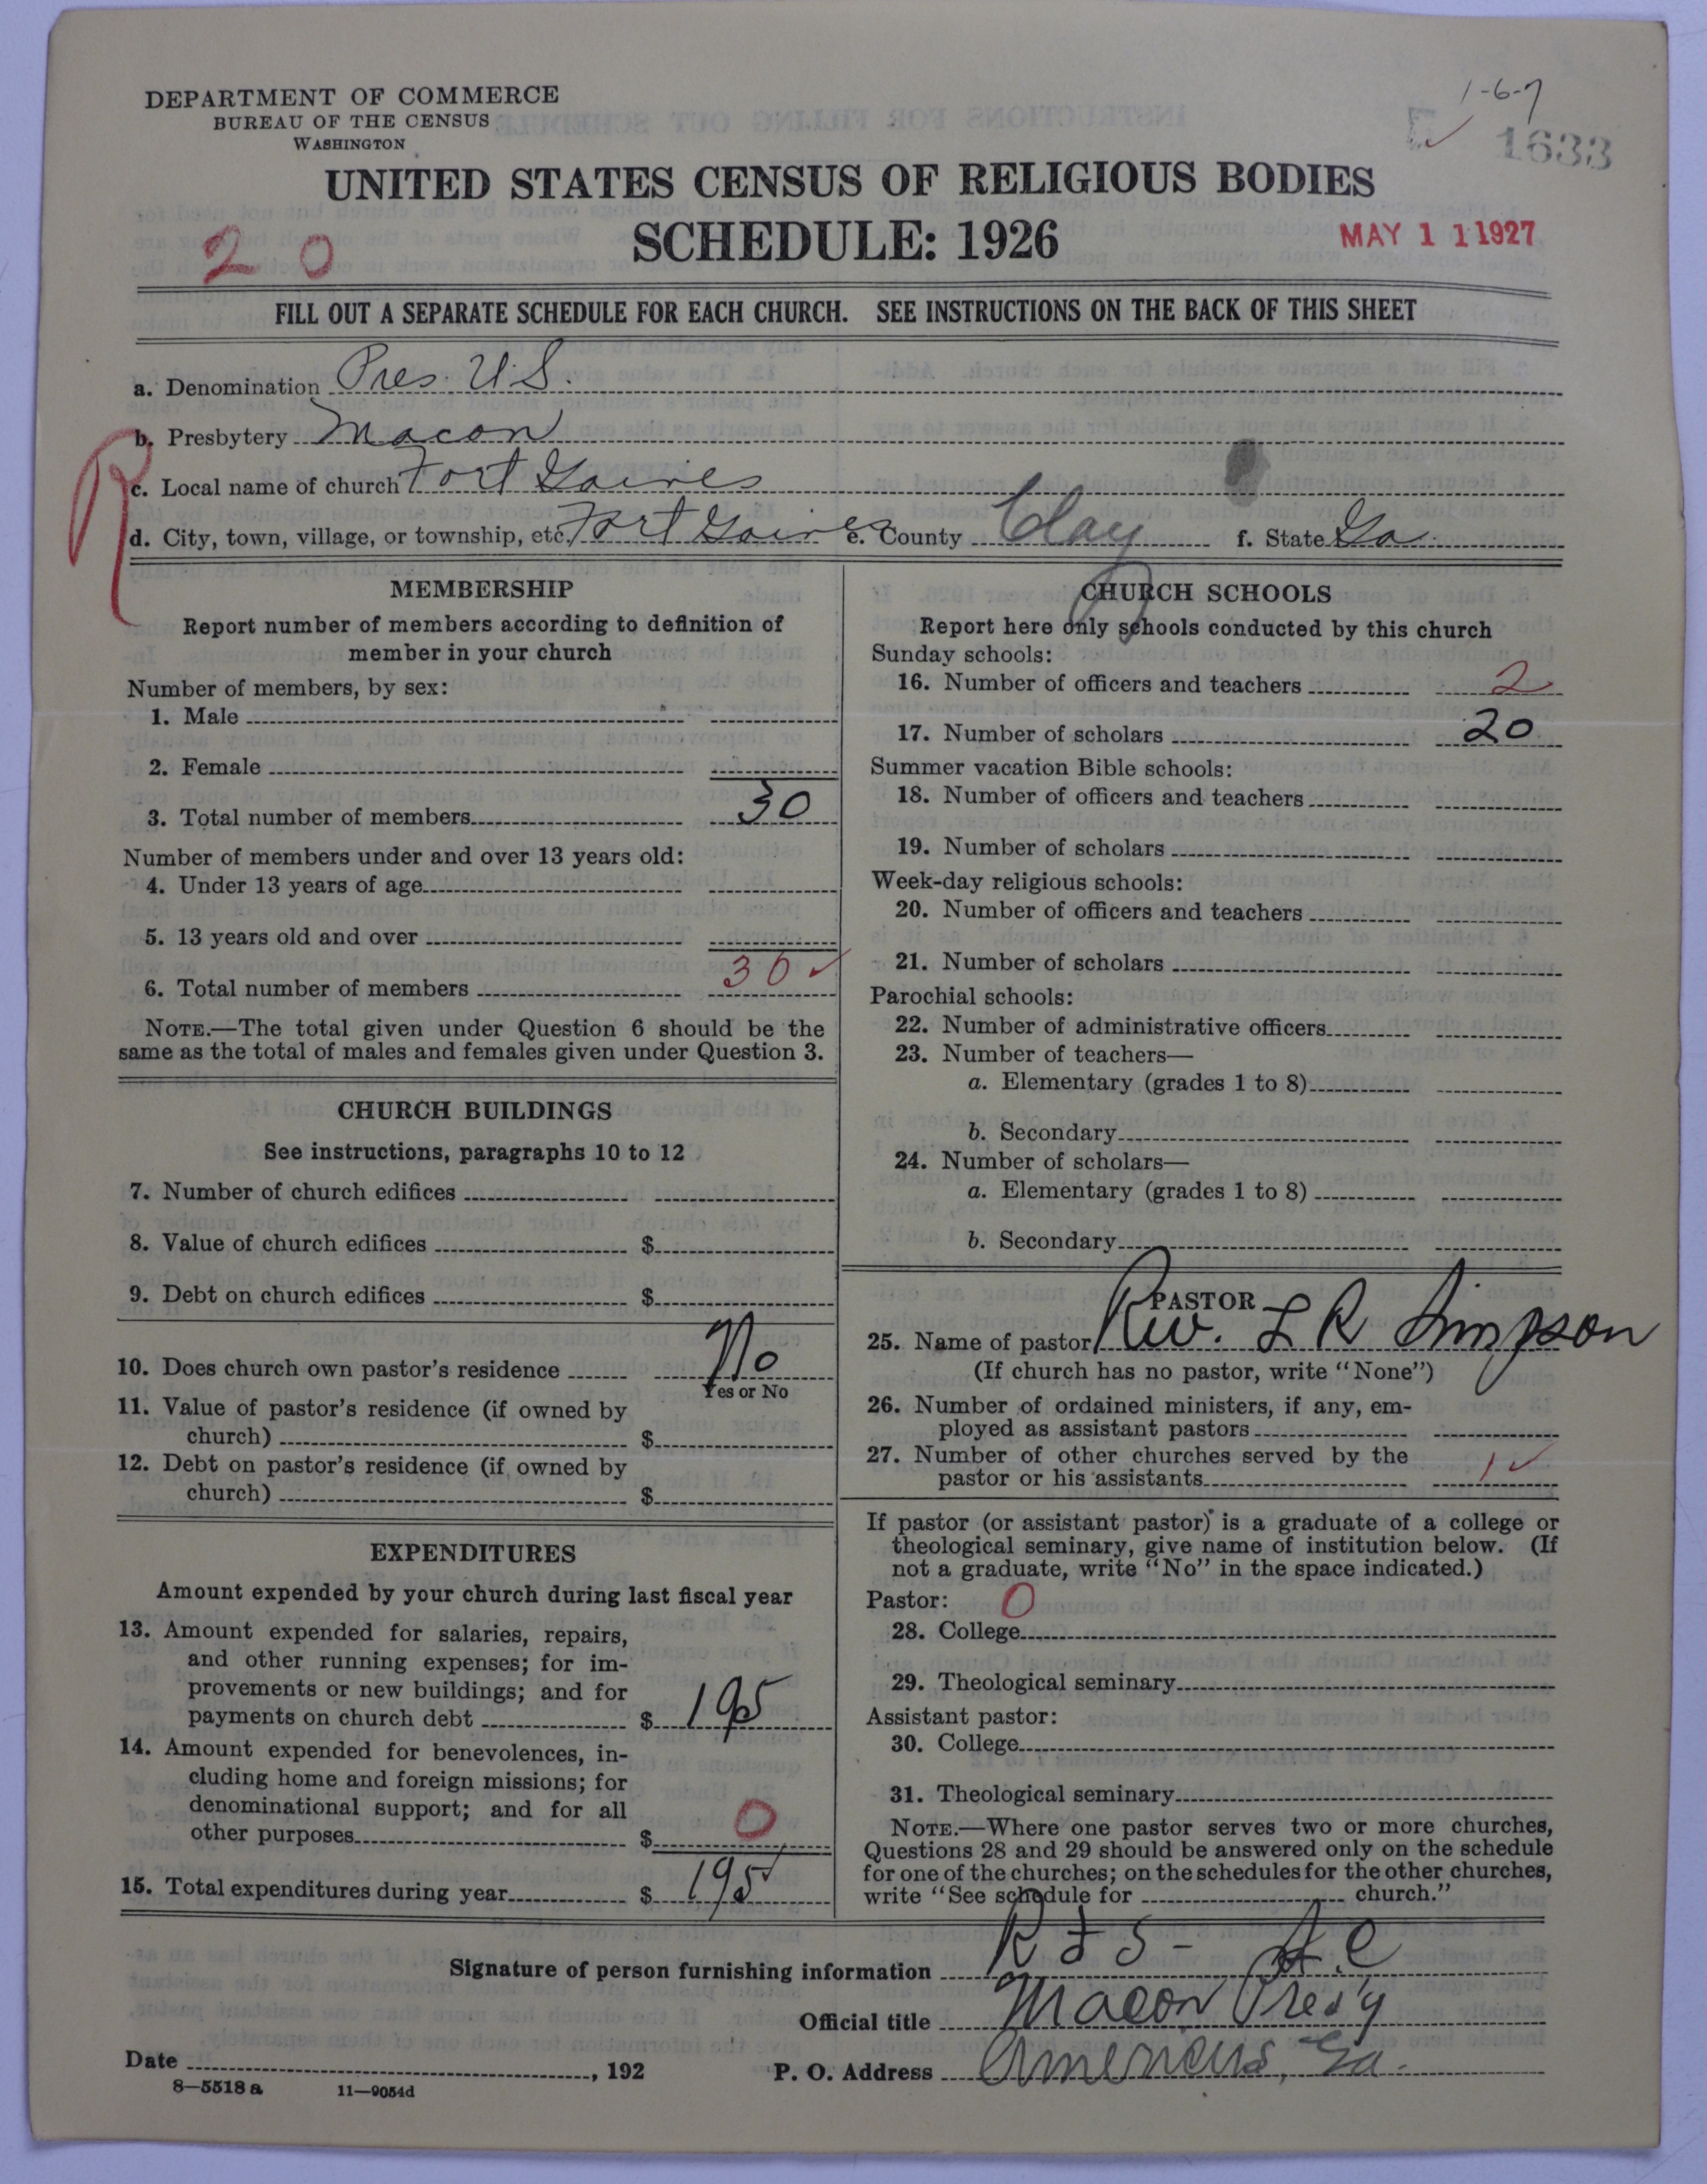 DEPARTMENT OF COMMERCE
BUREAU OF THE CENSUS
WASHINGTON
1-6-7
1633
UNITED STATES CENSUS OF RELIGIOUS BODIES
SCHEDULE: 1926
20
MAY 11 1927
FILL OUT A SEPARATE SCHEDULE FOR EACH CHURCH. SEE INSTRUCTIONS ON THE BACK OF THIS SHEET
a. Denomination Pres. U.S.
b. Presbytery Macon
R
c. Local name of church Fort Gaines
d. City, town, village, or township, etc. Fort Gaines e. County Clay f. State Ga.
MEMBERSHIP
Report number of members according to definition of
member in your church
Number of members, by sex:
1. Male
2. Female
3. Total number of members 30
Number of members under and over 13 years old:
4. Under 13 years of age
5. 13 years old and over
6. Total number of members 30 ✓
NOTE.—The total given under Question 6 should be the
same as the total of males and females given under Question 3.
CHURCH BUILDINGS
See instructions, paragraphs 10 to 12
7. Number of church edifices
8. Value of church edifices $
9. Debt on church edifices $
10. Does church own pastor's residence No
Yes or No
11. Value of pastor's residence (if owned by
church) $
12. Debt on pastor's residence (if owned by
church) $
EXPENDITURES
Amount expended by your church during last fiscal year
13. Amount expended for salaries, repairs,
and other running expenses; for im-
provements or new buildings; and for
payments on church debt $ 195
14. Amount expended for benevolences, in-
cluding home and foreign missions; for
denominational support; and for all
other purposes $ 0
15. Total expenditures during year $ 195
CHURCH SCHOOLS
Report here only schools conducted by this church
Sunday schools:
16. Number of officers and teachers 2
17. Number of scholars 20
Summer vacation Bible schools:
18. Number of officers and teachers
19. Number of scholars
Week-day religious schools:
20. Number of officers and teachers
21. Number of scholars
Parochial schools:
22. Number of administrative officers
23. Number of teachers—
a. Elementary (grades 1 to 8)
b. Secondary
24. Number of scholars—
a. Elementary (grades 1 to 8)
b. Secondary
PASTOR
25. Name of pastor Rev. L R Simpson
(If church has no pastor, write "None")
26. Number of ordained ministers, if any, em-
ployed as assistant pastors
27. Number of other churches served by the
pastor or his assistants 1 ✓
If pastor (or assistant pastor) is a graduate of a college or
theological seminary, give name of institution below. (If
not a graduate, write "No" in the space indicated.)
Pastor: 0
28. College
29. Theological seminary
Assistant pastor:
30. College
31. Theological seminary
NOTE.—Where one pastor serves two or more churches,
Questions 28 and 29 should be answered only on the schedule
for one of the churches; on the schedules for the other churches,
write "See schedule for church."
Signature of person furnishing information
Official title Macon Presy
Date , 192 P. O. Address Americus, Ga.
8—5518 a 11—9054d